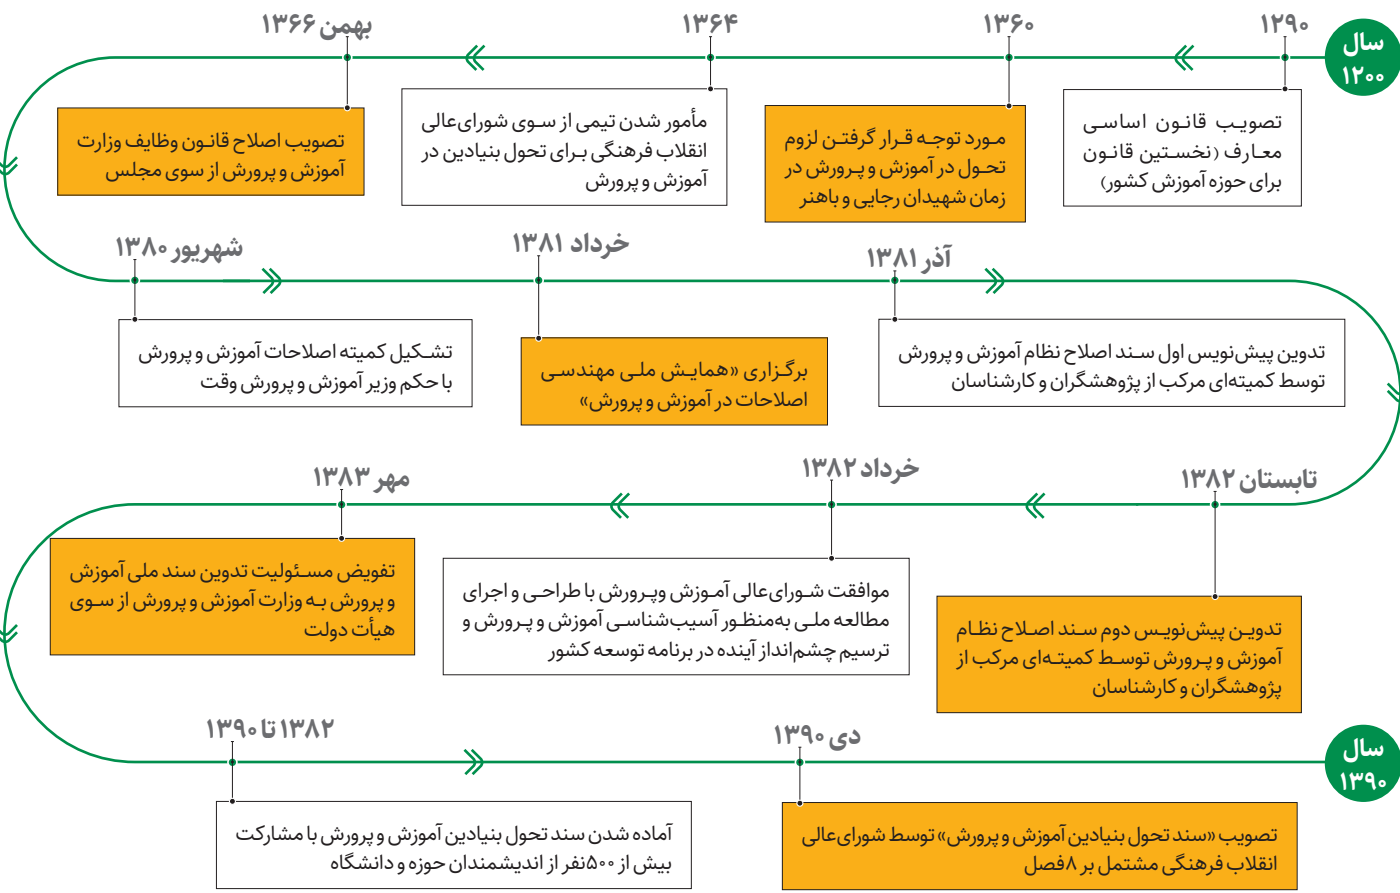 سال
۱۲۰۰
۱۲۹۰
تصویب قانون اساسی
معارف (نخستین قانون
برای حوزه آموزش کشور)
۱۳۶۰
مورد توجه قرار گرفتن لزوم
تحول در آموزش و پرورش در
زمان شهیدان رجایی و باهنر
۱۳۶۴
مأمور شدن تیمی از سوی شورای‌عالی
انقلاب فرهنگی برای تحول بنیادین در
آموزش و پرورش
بهمن ۱۳۶۶
تصویب اصلاح قانون وظایف وزارت
آموزش و پرورش از سوی مجلس
شهریور ۱۳۸۰
تشکیل کمیته اصلاحات آموزش و پرورش
با حکم وزیر آموزش و پرورش وقت
خرداد ۱۳۸۱
برگزاری «همایش ملی مهندسی
اصلاحات در آموزش و پرورش»
آذر ۱۳۸۱
تدوین پیش‌نویس اول سند اصلاح نظام آموزش و پرورش
توسط کمیته‌ای مرکب از پژوهشگران و کارشناسان
تابستان ۱۳۸۲
تدوین پیش‌نویس دوم سند اصلاح نظام
آموزش و پرورش توسط کمیته‌ای مرکب از
پژوهشگران و کارشناسان
خرداد ۱۳۸۲
موافقت شورای‌عالی آموزش وپرورش با طراحی و اجرای
مطالعه ملی به‌منظور آسیب‌شناسی آموزش و پرورش و
ترسیم چشم‌انداز آینده در برنامه توسعه کشور
مهر ۱۳۸۳
تفویض مسئولیت تدوین سند ملی آموزش
و پرورش به وزارت آموزش و پرورش از سوی
هیأت دولت
۱۳۸۲ تا ۱۳۹۰
آماده شدن سند تحول بنیادین آموزش و پرورش با مشارکت
بیش از ۵۰۰نفر از اندیشمندان حوزه و دانشگاه
دی ۱۳۹۰
تصویب «سند تحول بنیادین آموزش و پرورش» توسط شورای‌عالی
انقلاب فرهنگی مشتمل بر ۸فصل
سال
۱۳۹۰